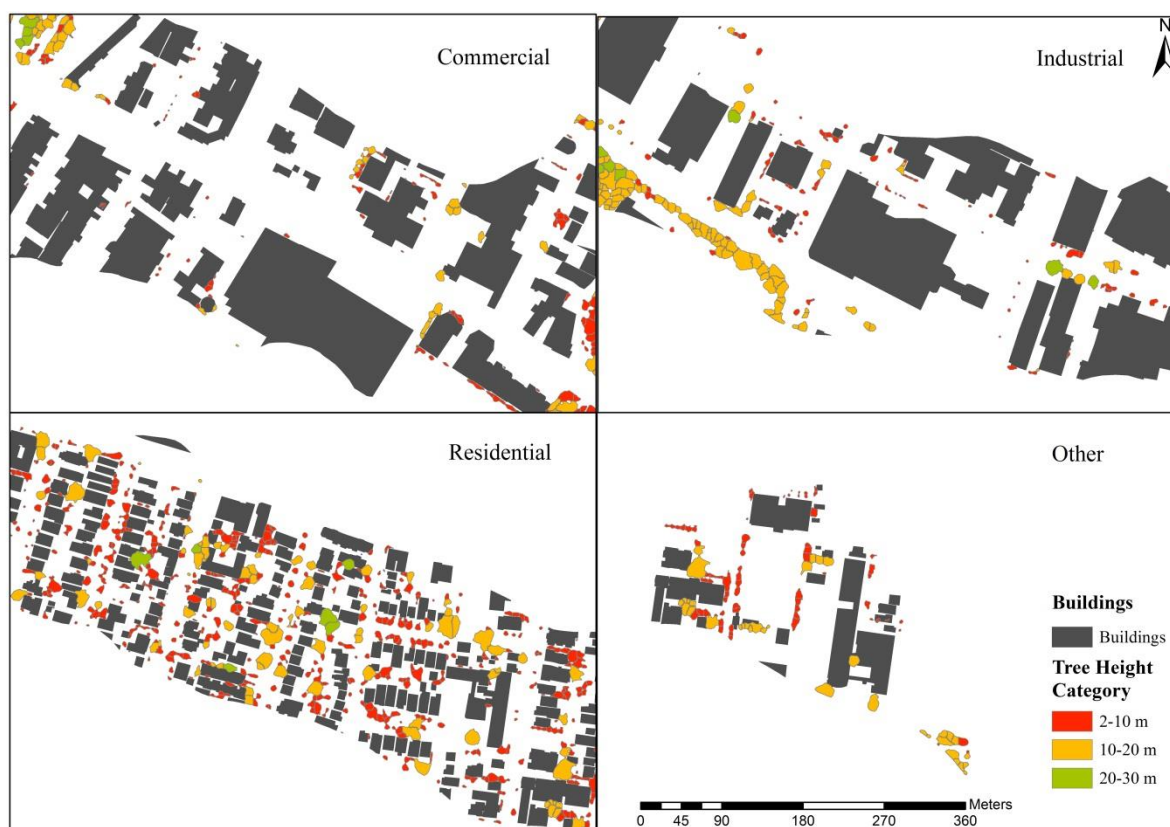 Commercial
Industrial
N
Residential
Other
Buildings
Buildings
Tree Height
Category
2-10 m
10-20 m
20-30 m
Meters
0 45 90 180 270 360